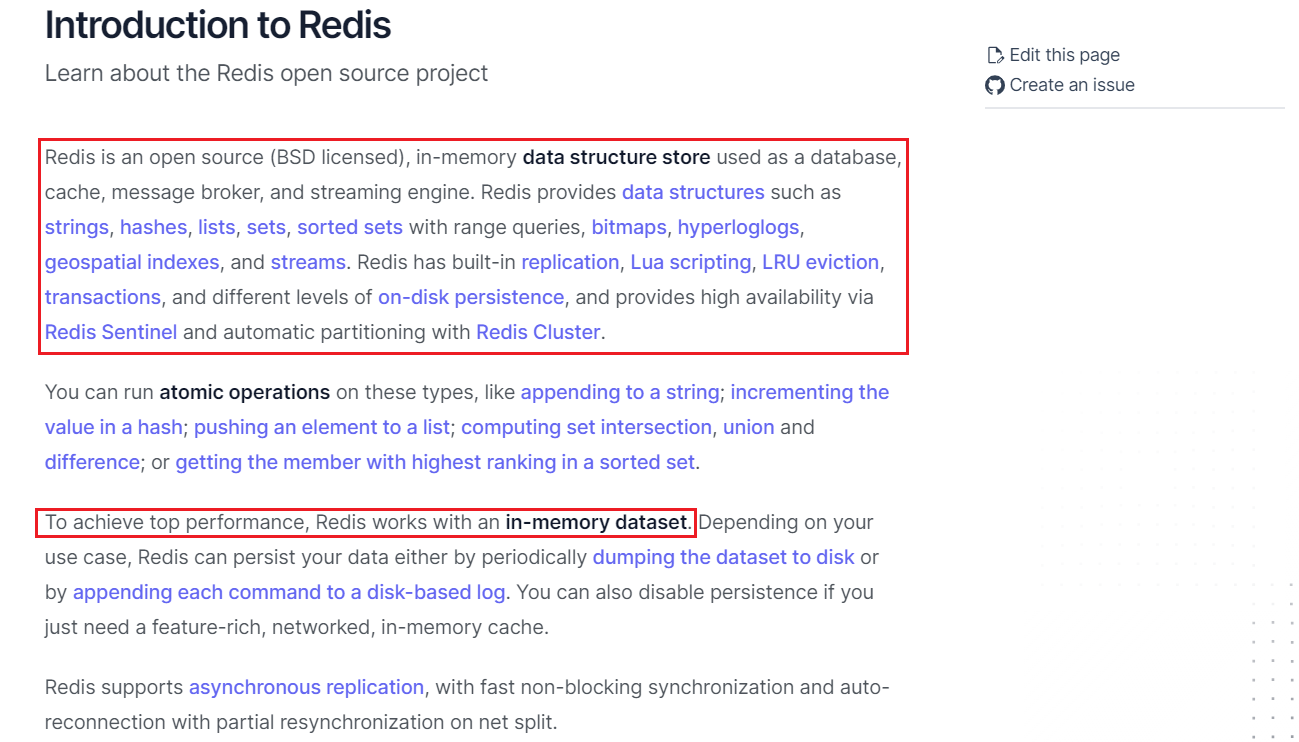 Introduction to Redis
Learn about the Redis open source project
Edit this page
Create an issue
Redis is an open source (BSD licensed), in-memory data structure store used as a database,
cache, message broker, and streaming engine. Redis provides data structures such as
strings, hashes, lists, sets, sorted sets with range queries, bitmaps, hyperloglogs,
geospatial indexes, and streams. Redis has built-in replication, Lua scripting, LRU eviction,
transactions, and different levels of on-disk persistence, and provides high availability via
Redis Sentinel and automatic partitioning with Redis Cluster.
You can run atomic operations on these types, like appending to a string; incrementing the
value in a hash; pushing an element to a list; computing set intersection, union and
difference; or getting the member with highest ranking in a sorted set.
To achieve top performance, Redis works with an in-memory dataset. Depending on your
use case, Redis can persist your data either by periodically dumping the dataset to disk or
by appending each command to a disk-based log. You can also disable persistence if you
just need a feature-rich, networked, in-memory cache.
Redis supports asynchronous replication, with fast non-blocking synchronization and auto-
reconnection with partial resynchronization on net split.